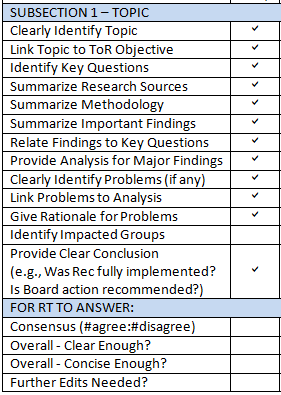 SUBSECTION 1 – TOPIC
Clearly Identify Topic ✓
Link Topic to ToR Objective ✓
Identify Key Questions ✓
Summarize Research Sources ✓
Summarize Methodology ✓
Summarize Important Findings ✓
Relate Findings to Key Questions ✓
Provide Analysis for Major Findings ✓
Clearly Identify Problems (if any) ✓
Link Problems to Analysis ✓
Give Rationale for Problems ✓
Identify Impacted Groups
Provide Clear Conclusion
(e.g., Was Rec fully implemented? ✓
Is Board action recommended?)
FOR RT TO ANSWER:
Consensus (#agree:#disagree)
Overall - Clear Enough?
Overall - Concise Enough?
Further Edits Needed?